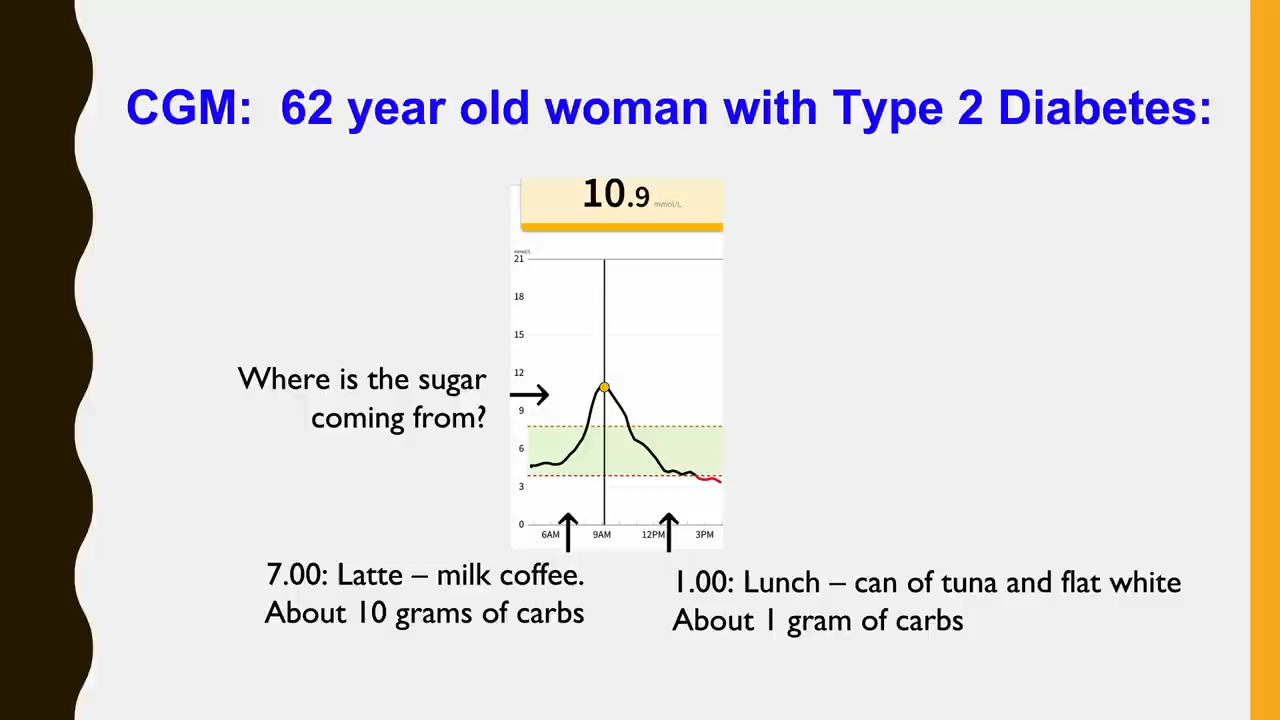 CGM:  62 year old woman with Type 2 Diabetes:
10.9 mmol/L
mmol/L
21
18
15
12
9
6
3
0
6AM 9AM 12PM 3PM
Where is the sugar
coming from?
7.00: Latte – milk coffee.
About 10 grams of carbs
1.00: Lunch – can of tuna and flat white
About 1 gram of carbs